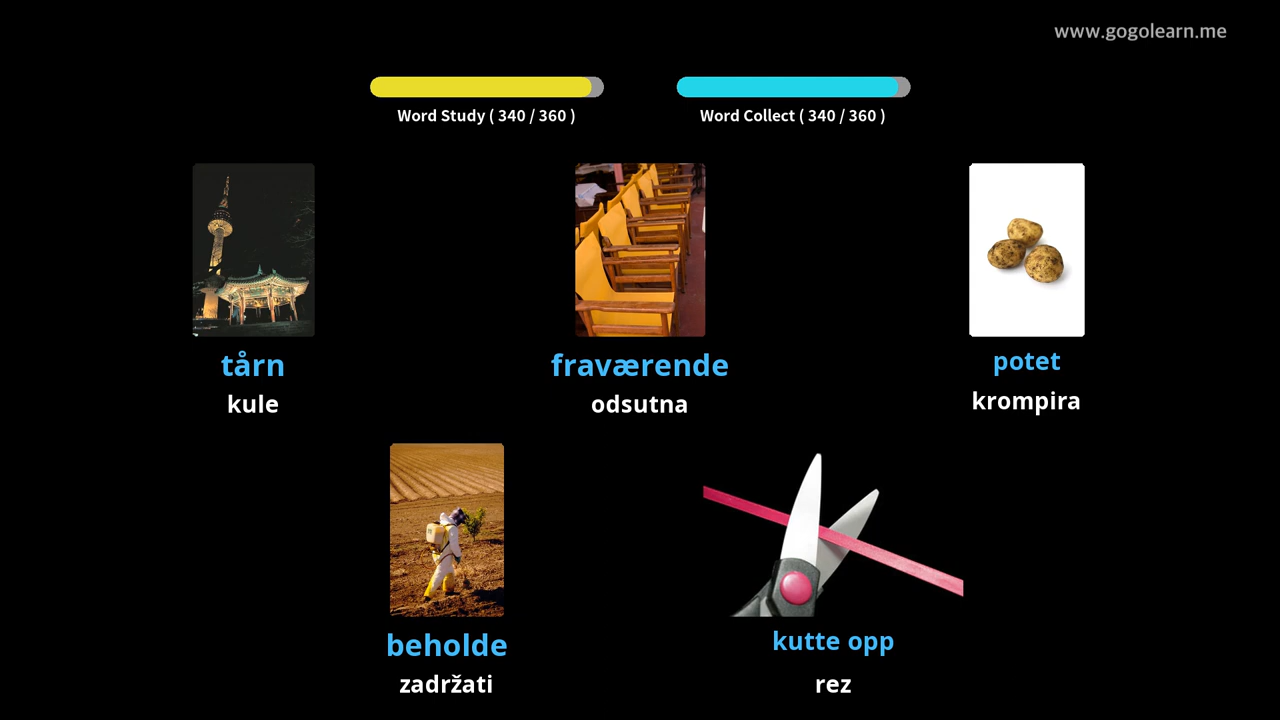 www.gogolearn.me
Word Study ( 340 / 360 )
Word Collect ( 340 / 360 )
tårn
kule
fraværende
odsutna
potet
krompira
beholde
zadržati
kutte opp
rez